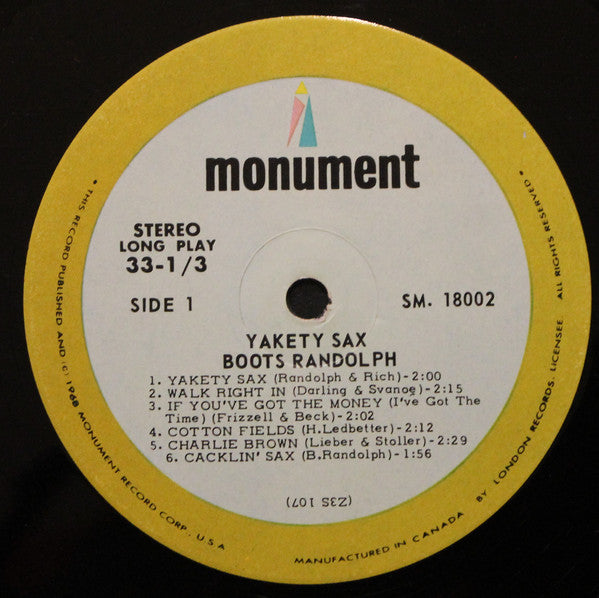 monument
STEREO
LONG PLAY
33-1/3
SIDE 1
SM. 18002
YAKETY SAX
BOOTS RANDOLPH
1. YAKETY SAX (Randolph & Rich)-2:00
2. WALK RIGHT IN (Darling & Svanoe)-2:15
3. IF YOU'VE GOT THE MONEY (I've Got The
Time) (Frizzell & Beck)-2:02
4. COTTON FIELDS (H.Ledbetter)-2:12
5. CHARLIE BROWN (Lieber & Stoller)-2:29
6. CACKLIN' SAX (B.Randolph)-1:56
(Z3S 107)
• THIS RECORD PUBLISHED AND (C) 1968 MONUMENT RECORD CORP., U.S.A
MANUFACTURED IN CANADA BY LONDON RECORDS, LICENSEE. ALL RIGHTS RESERVED •